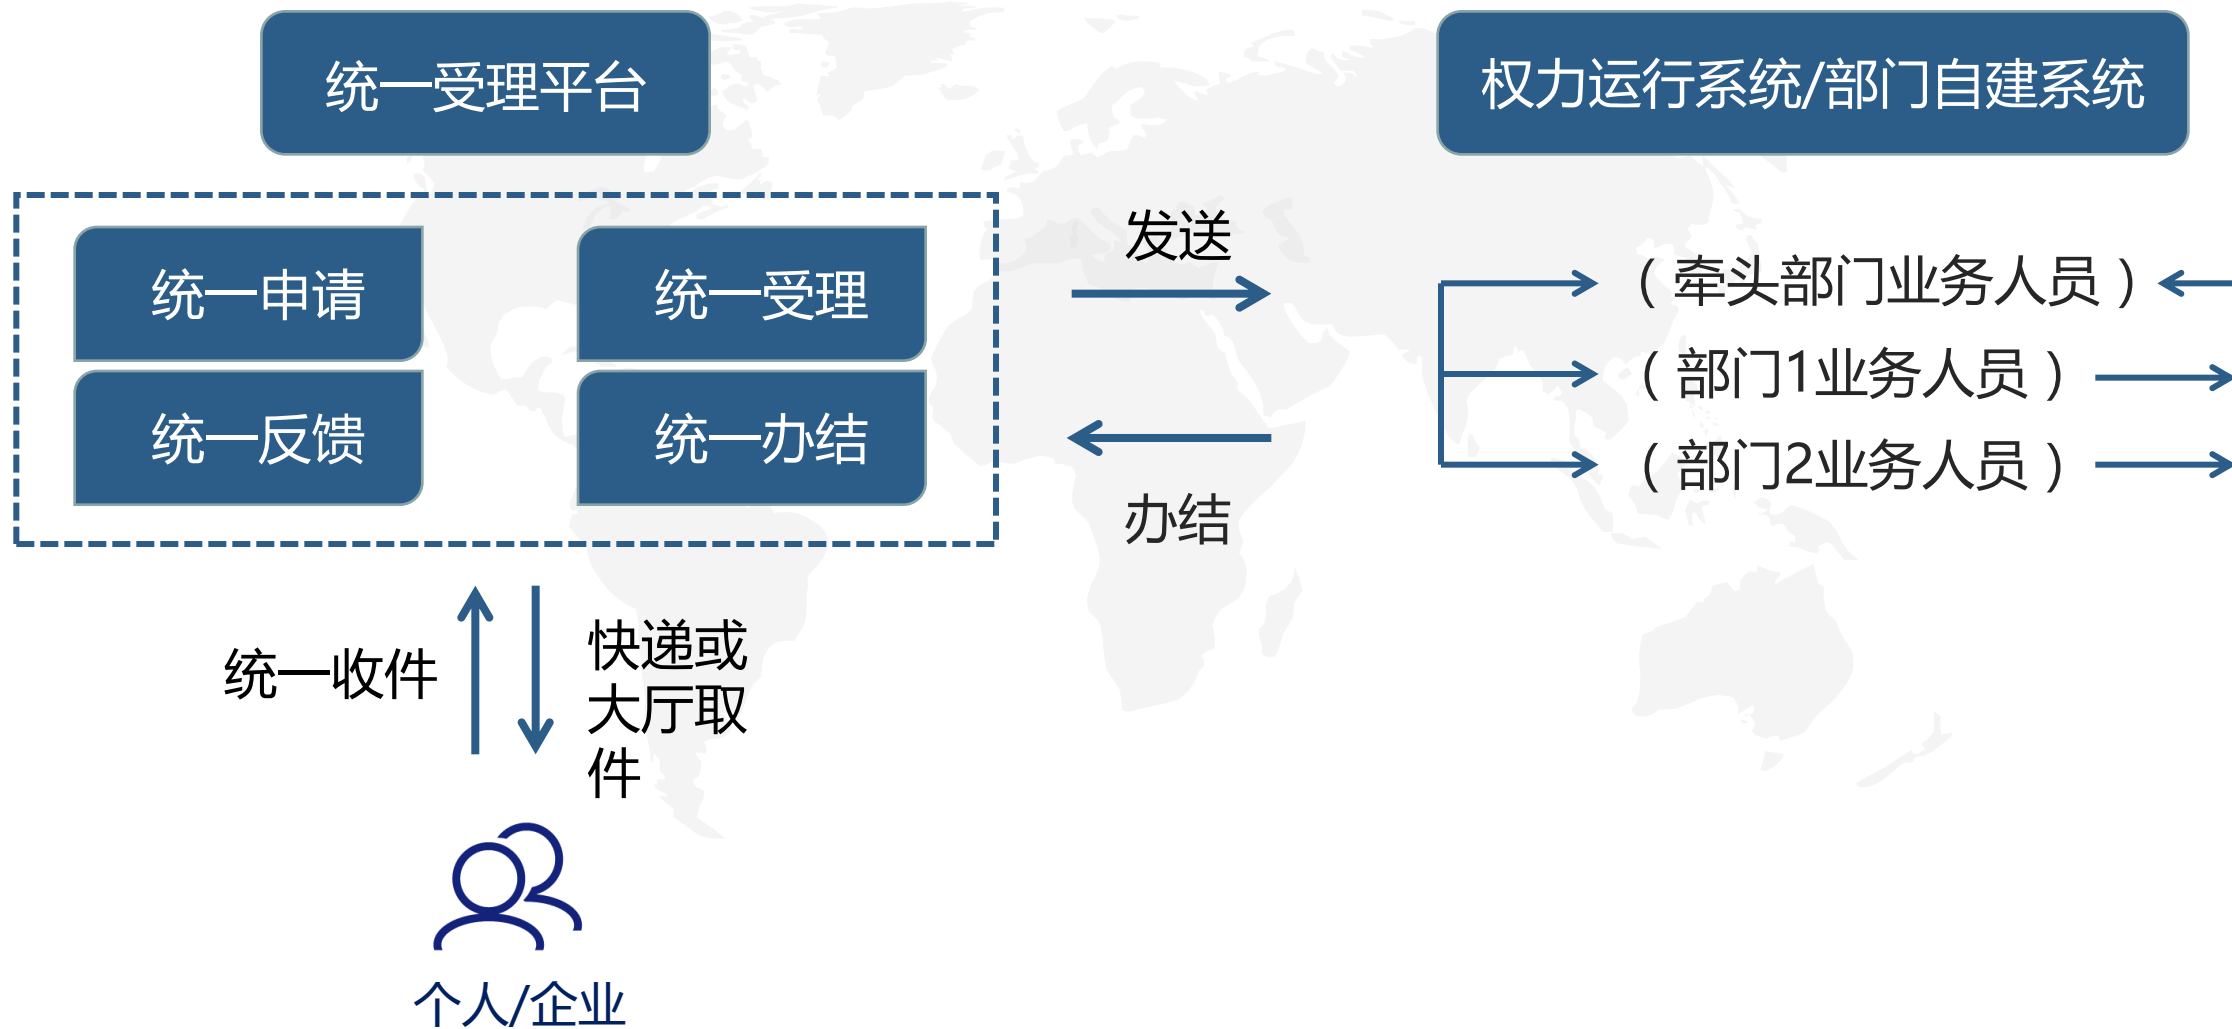 统一受理平台
权力运行系统/部门自建系统
统一申请
统一受理
统一反馈
统一办结
发送
办结
（牵头部门业务人员）
（部门1业务人员）
（部门2业务人员）
统一收件
快递或
大厅取
件
个人/企业